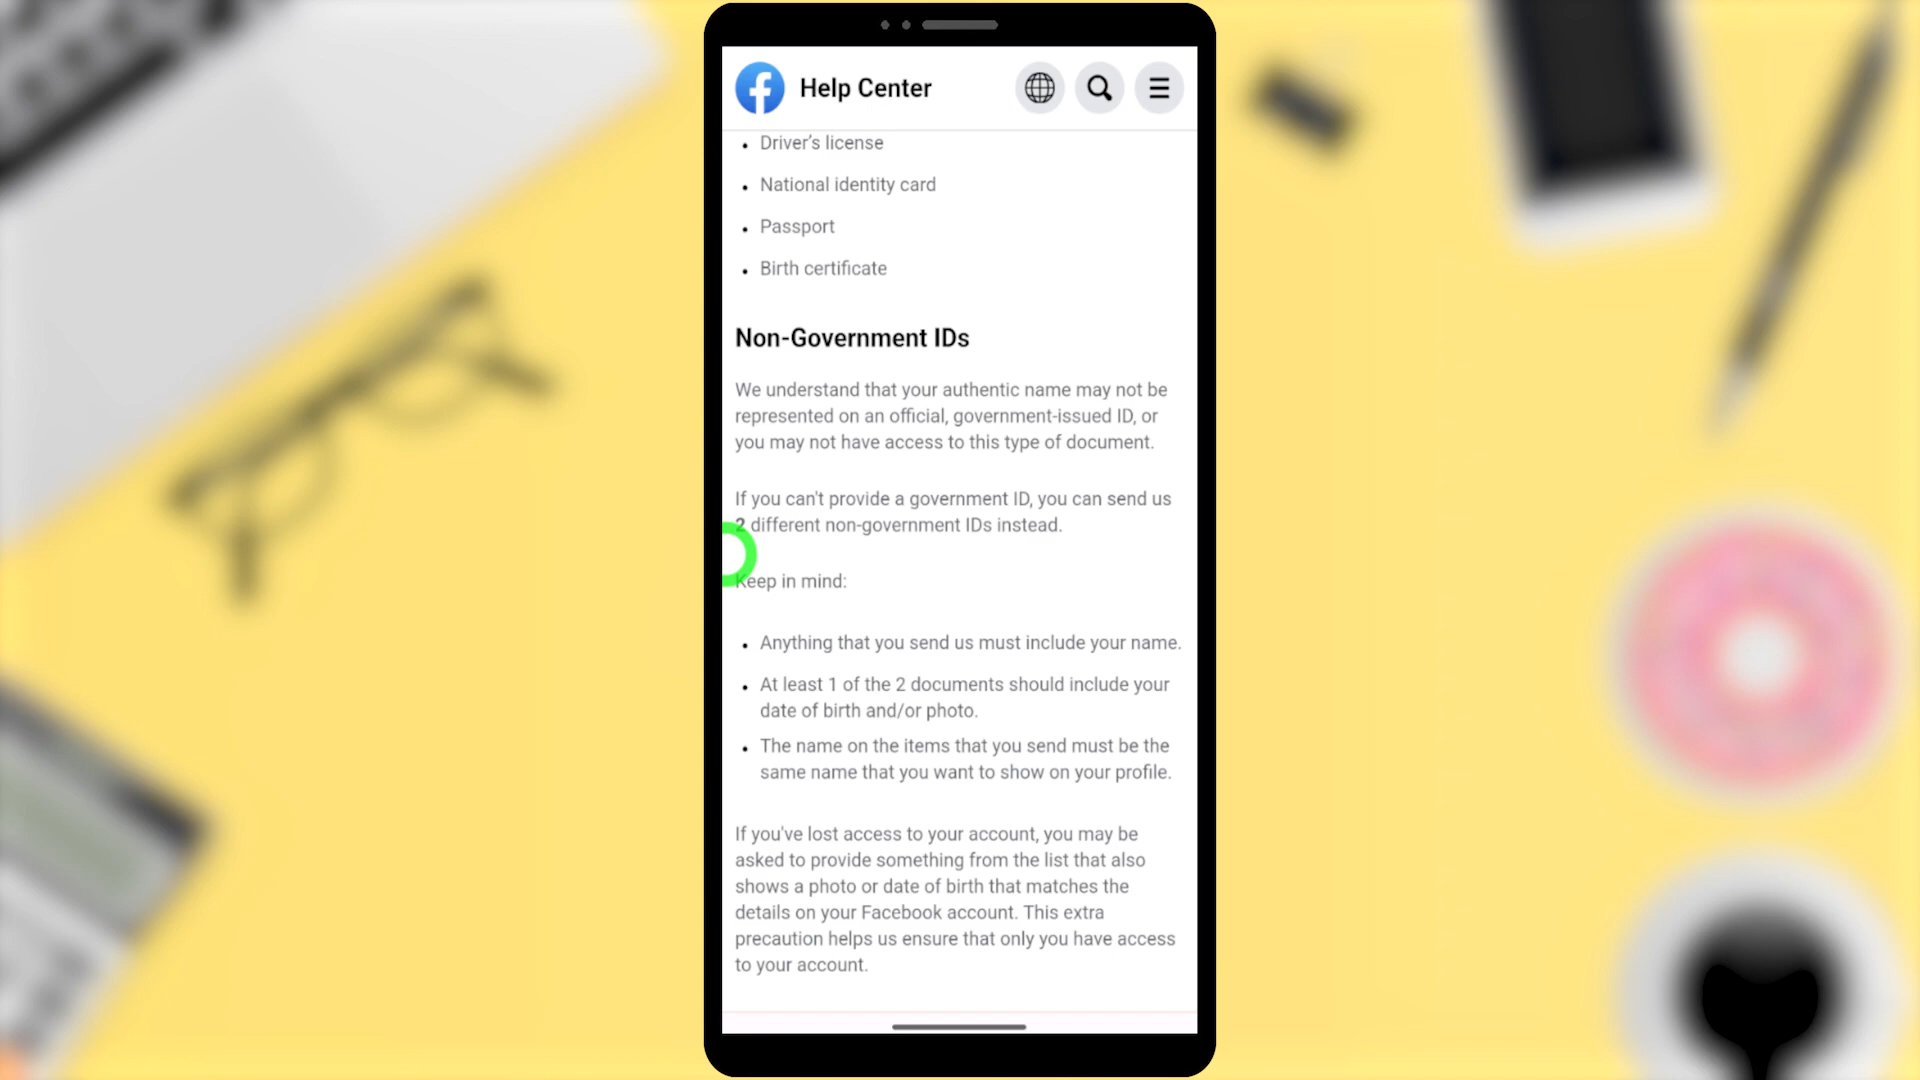 Help Center
• Driver's license
• National identity card
• Passport
• Birth certificate
Non-Government IDs
We understand that your authentic name may not be
represented on an official, government-issued ID, or
you may not have access to this type of document.
If you can't provide a government ID, you can send us
2 different non-government IDs instead.
Keep in mind:
• Anything that you send us must include your name.
• At least 1 of the 2 documents should include your
date of birth and/or photo.
• The name on the items that you send must be the
same name that you want to show on your profile.
If you've lost access to your account, you may be
asked to provide something from the list that also
shows a photo or date of birth that matches the
details on your Facebook account. This extra
precaution helps us ensure that only you have access
to your account.